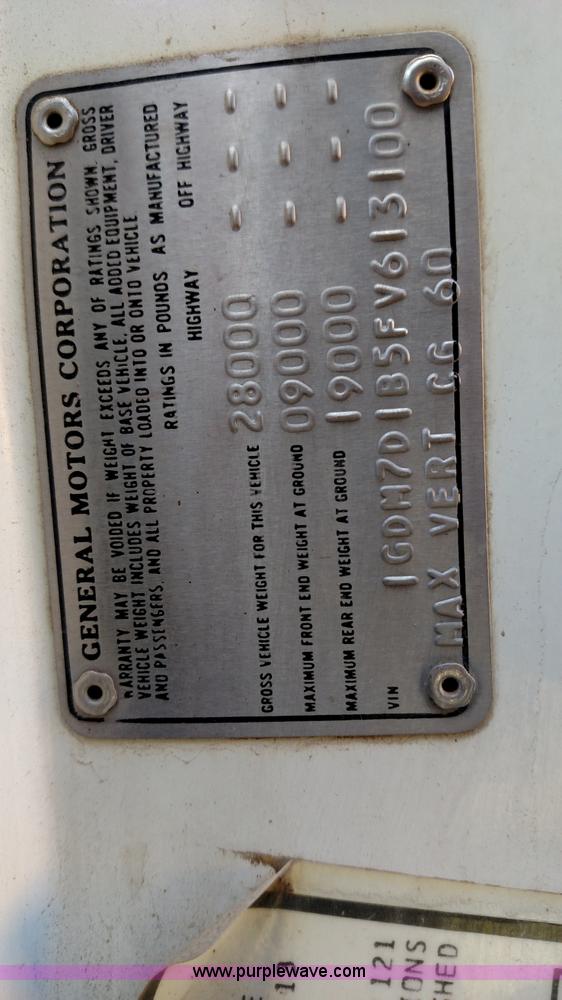 GENERAL MOTORS CORPORATION
WARRANTY MAY BE VOIDED IF WEIGHT EXCEEDS ANY OF RATINGS SHOWN. GROSS
VEHICLE WEIGHT INCLUDES WEIGHT OF BASE VEHICLE, ALL ADDED EQUIPMENT, DRIVER
AND PASSENGERS, AND ALL PROPERTY LOADED INTO OR ONTO VEHICLE
RATINGS IN POUNDS AS MANUFACTURED
HIGHWAY OFF HIGHWAY
GROSS VEHICLE WEIGHT FOR THIS VEHICLE 28000 - - -
MAXIMUM FRONT END WEIGHT AT GROUND 09000 - - -
MAXIMUM REAR END WEIGHT AT GROUND 19000 - - -
VIN 1GDM7D1B5FV613100
MAX VERT CG 60
121
IONS
HED
www.purplewave.com